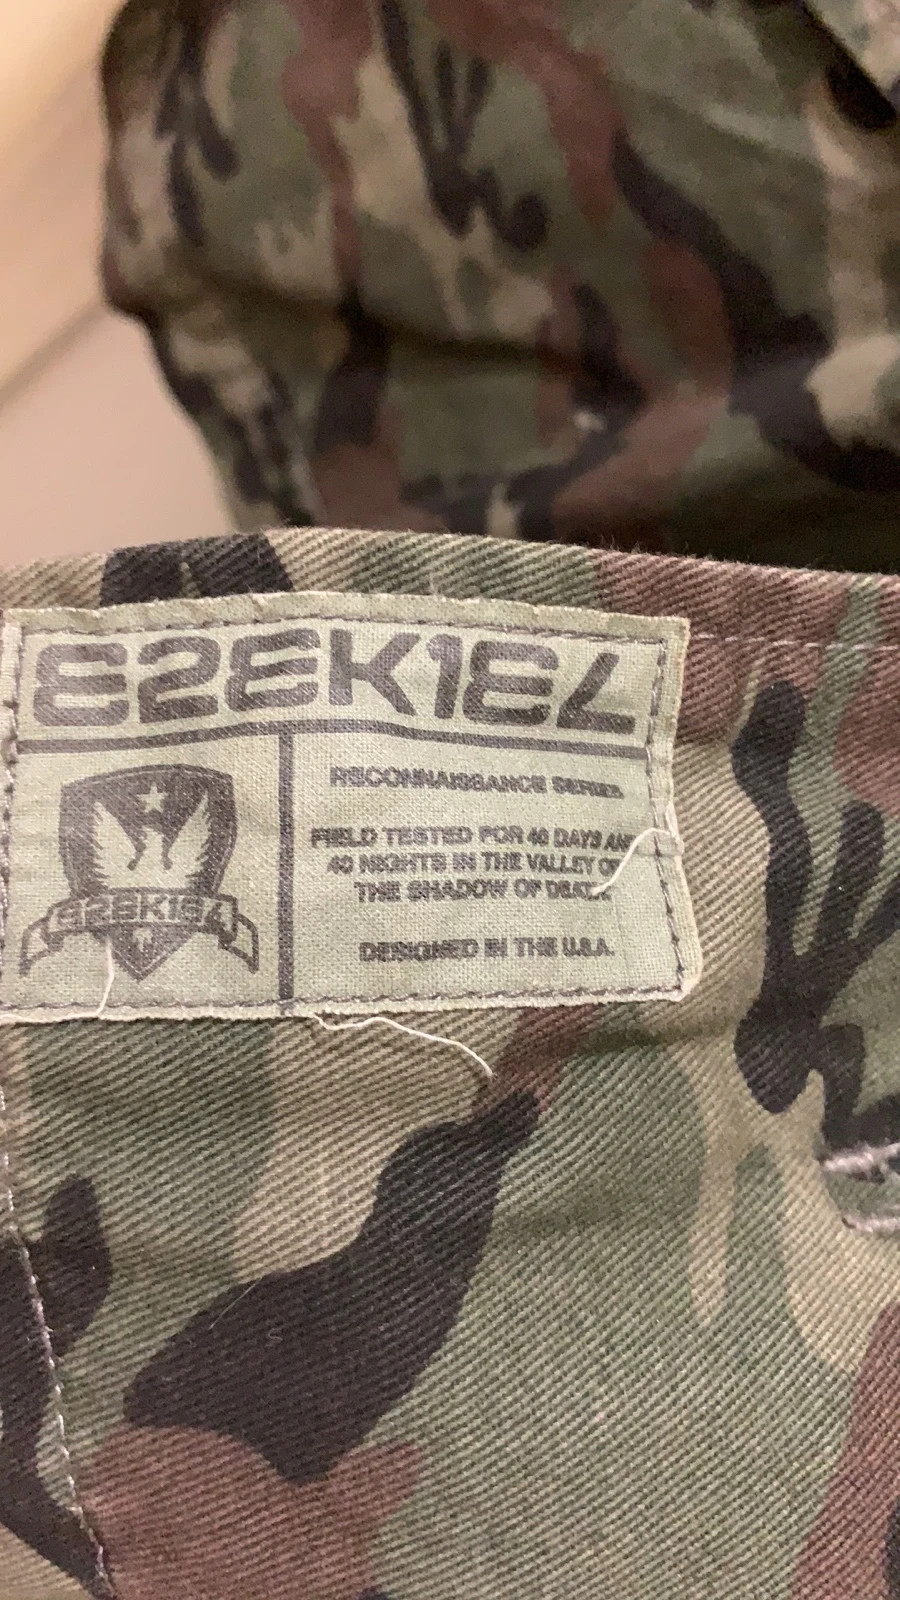 EZEKIEL
RECONNAISSANCE SERIES
FIELD TESTED FOR 40 DAYS AND
40 NIGHTS IN THE VALLEY OF
THE SHADOW OF DEATH.
DESIGNED IN THE U.S.A.
EZEKIEL